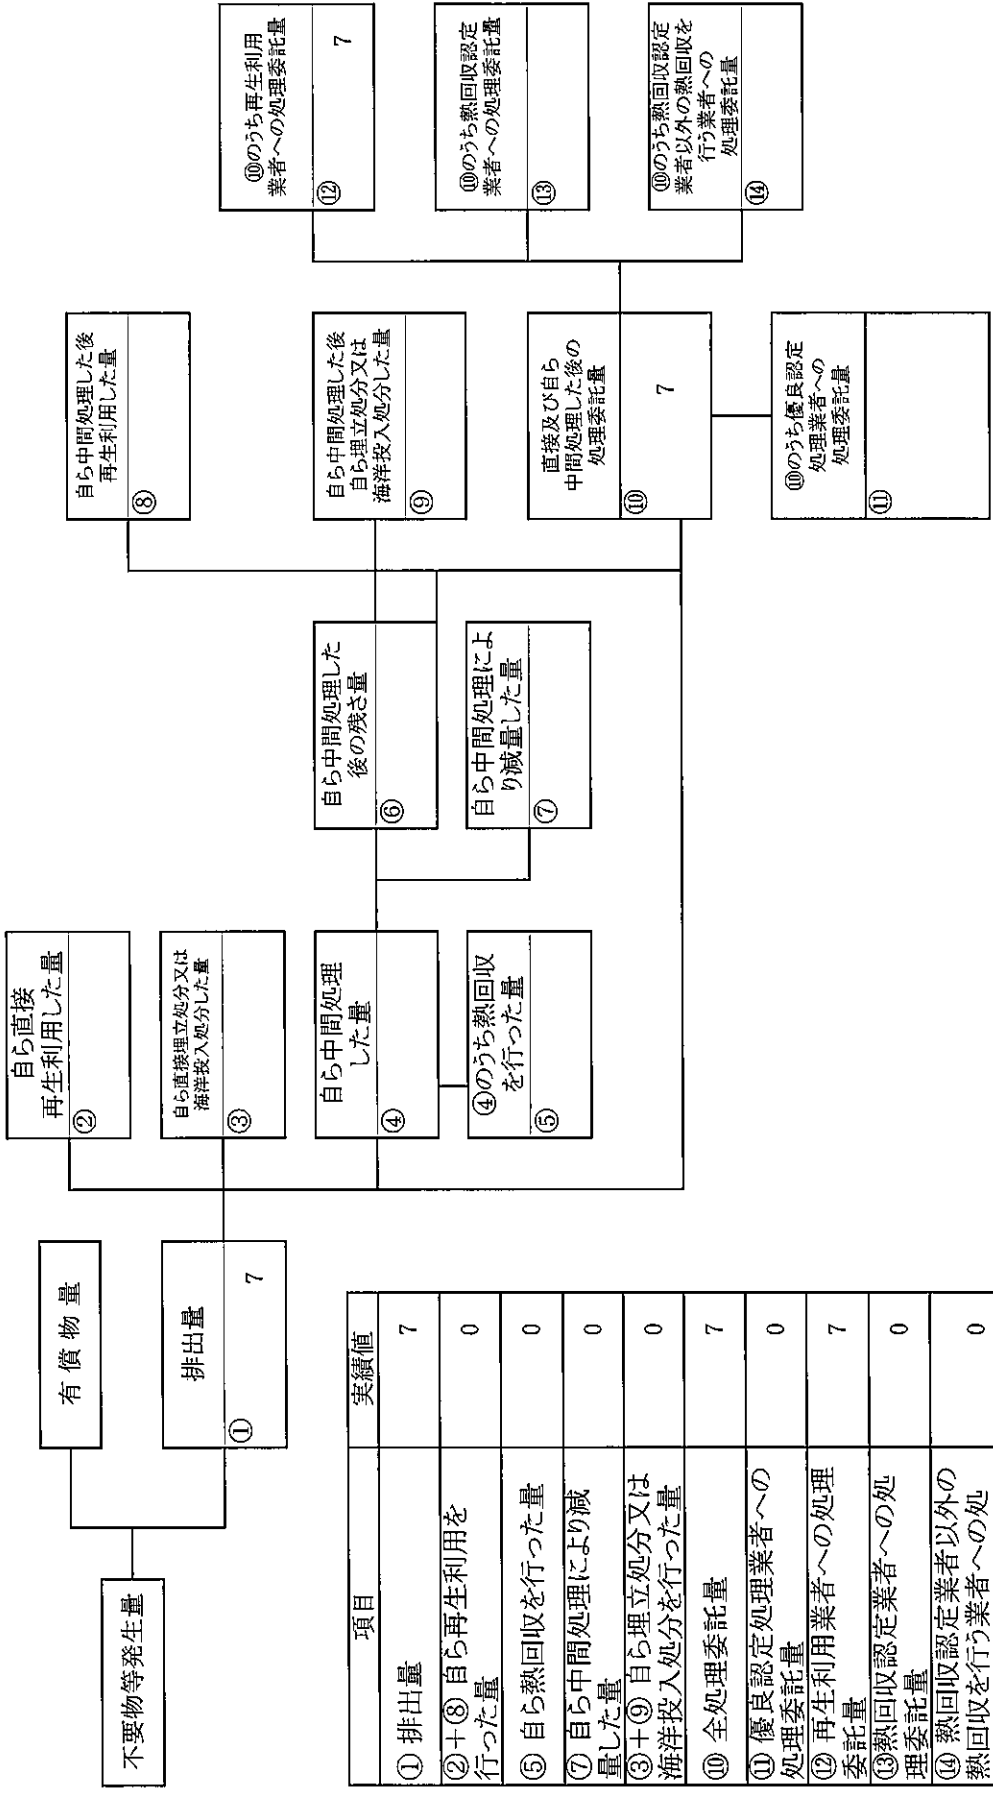 不要物等発生量
有償物量
排出量
①
7
自ら直接
再生利用した量
②
自ら直接埋立処分又は
海洋投入処分した量
③
自ら中間処理
した量
④
④のうち熱回収
を行った量
⑤
自ら中間処理した
後の残さ量
⑥
自ら中間処理によ
り減量した量
⑦
自ら中間処理した後
再生利用した量
⑧
自ら中間処理した後
自ら埋立処分又は
海洋投入処分した量
⑨
直接及び自ら
中間処理した後の
処理委託量
⑩
7
⑩のうち優良認定
処理業者への
処理委託量
⑪
⑩のうち再生利用
業者への処理委託量
⑫
7
⑩のうち熱回収認定
業者への処理委託量
⑬
⑩のうち熱回収認定
業者以外の熱回収を
行う業者への
処理委託量
⑭
項目 実績値
① 排出量 7
②+⑧ 自ら再生利用を
行った量 0
⑤ 自ら熱回収を行った量 0
⑦ 自ら中間処理により減
量した量 0
③+⑨ 自ら埋立処分又は
海洋投入処分を行った量 0
⑩ 全処理委託量 7
⑪ 優良認定処理業者への
処理委託量 0
⑫ 再生利用業者への処理
委託量 7
⑬熱回収認定業者への処
理委託量 0
⑭ 熱回収認定業者以外の
熱回収を行う業者への処 0